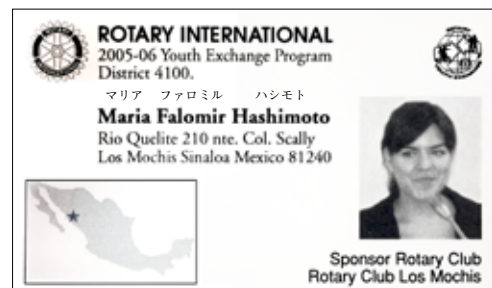 ROTARY INTERNATIONAL
2005-06 Youth Exchange Program
District 4100.
マリア ファロミル ハシモト
Maria Falomir Hashimoto
Rio Quelite 210 nte. Col. Scally
Los Mochis Sinaloa Mexico 81240
Sponsor Rotary Club
Rotary Club Los Mochis